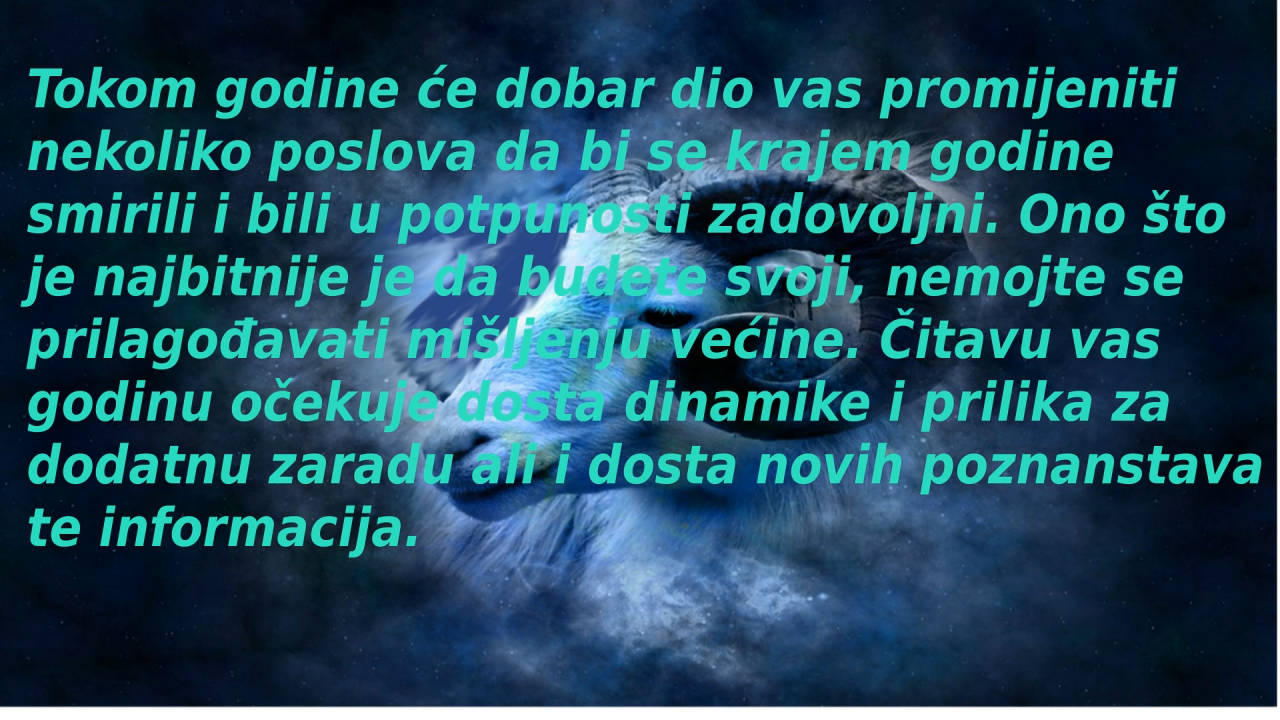 Tokom godine će dobar dio vas promijeniti
nekoliko poslova da bi se krajem godine
smirili i bili u potpunosti zadovoljni. Ono što
je najbitnije je da budete svoji, nemojte se
prilagođavati mišljenju većine. Čitavu vas
godinu očekuje dosta dinamike i prilika za
dodatnu zaradu ali i dosta novih poznanstava
te informacija.